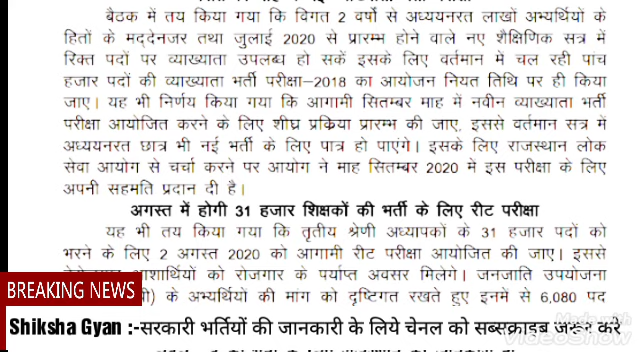 बैठक में तय किया गया कि विगत 2 वर्षो से अध्ययनरत लाखों अभ्यर्थियों के
हितों के मद्देनजर तथा जुलाई 2020 से प्रारम्भ होने वाले नए शैक्षिणिक सत्र में
रिक्त पदों पर व्याख्याता उपलब्ध हो सकें इसके लिए वर्तमान में चल रही पांच
हजार पदों की व्याख्याता भर्ती परीक्षा–2018 का आयोजन नियत तिथि पर ही किया
जाए। यह भी निर्णय किया गया कि आगामी सितम्बर माह में नवीन व्याख्याता भर्ती
परीक्षा आयोजित करने के लिए शीघ्र प्रक्रिया प्रारम्भ की जाए, इससे वर्तमान सत्र में
अध्ययनरत छात्र भी नई भर्ती के लिए पात्र हो पाएंगे। इसके लिए राजस्थान लोक
सेवा आयोग से चर्चा करने पर आयोग ने माह सितम्बर 2020 में इस परीक्षा के लिए
अपनी सहमति प्रदान दी है।
अगस्त में होगी 31 हजार शिक्षकों की भर्ती के लिए रीट परीक्षा
यह भी तय किया गया कि तृतीय श्रेणी अध्यापकों के 31 हजार पदों को
भरने के लिए 2 अगस्त 2020 को आगामी रीट परीक्षा आयोजित की जाए। इससे
आशार्थियों को रोजगार के पर्याप्त अवसर मिलेगे। जनजाति उपयोजना
के अभ्यर्थियों की मांग को दृष्टिगत रखते हुए इनमें से 6,080 पद
BREAKING NEWS
Shiksha Gyan :-सरकारी भर्तियों की जानकारी के लिये चेनल को सब्सक्राइब जरूर करे
Made with
VideoShow